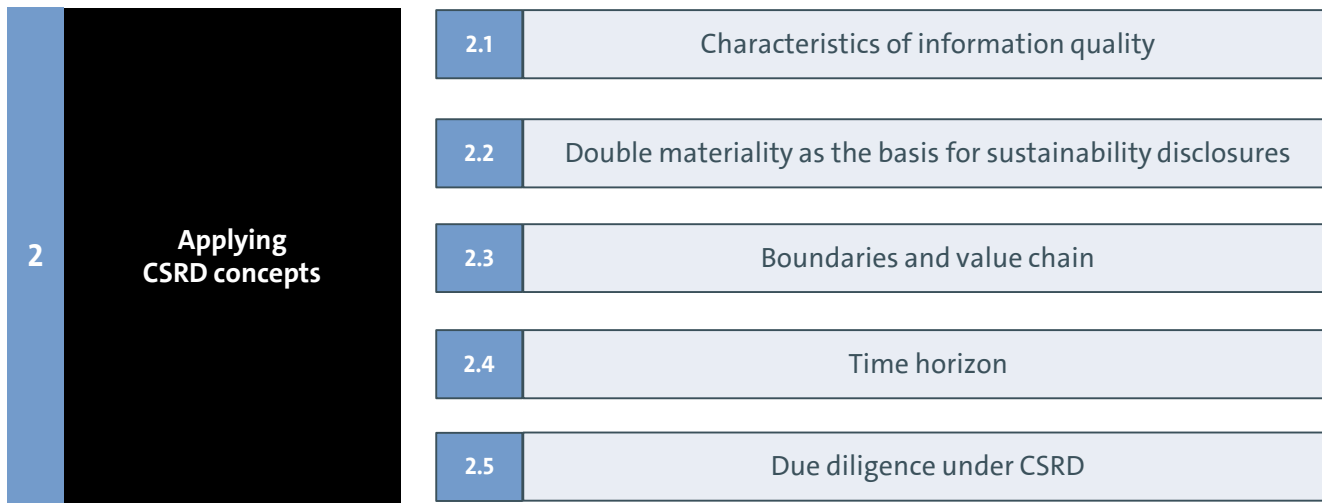 2
Applying
CSRD concepts
2.1
Characteristics of information quality
2.2
Double materiality as the basis for sustainability disclosures
2.3
Boundaries and value chain
2.4
Time horizon
2.5
Due diligence under CSRD